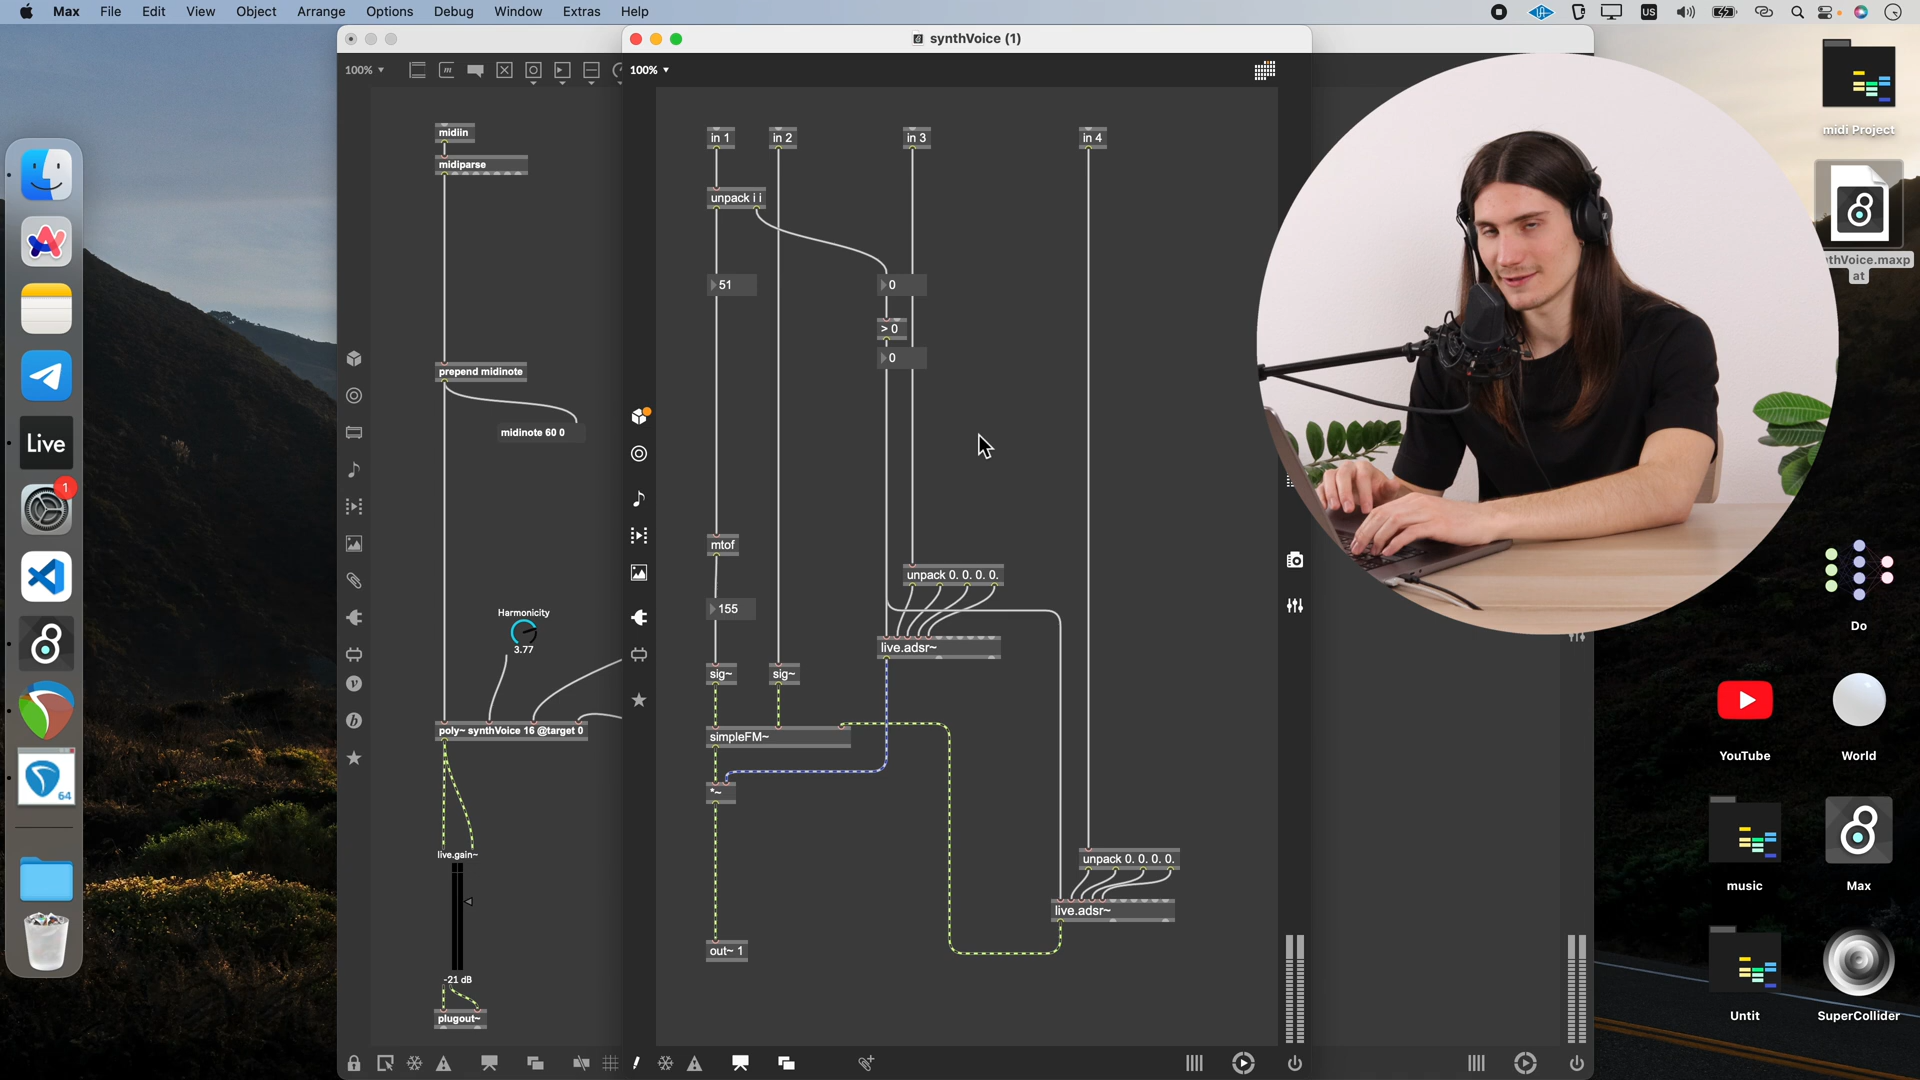 Max File Edit View Object Arrange Options Debug Window Extras Help
US
synthVoice (1)
100%
100%
midiin
midiparse
prepend midinote
midinote 60 0
Harmonicity
3.77
poly~ synthVoice 16 @target 0
live.gain~
-21 dB
plugout~
in 1
in 2
in 3
in 4
unpack i i
51
0
> 0
0
mtof
unpack 0. 0. 0. 0.
155
live.adsr~
sig~
sig~
simpleFM~
*~
unpack 0. 0. 0. 0.
live.adsr~
out~ 1
Live
1
64
midi Project
thVoice.maxp
at
Do
YouTube
World
music
Max
Untit
SuperCollider